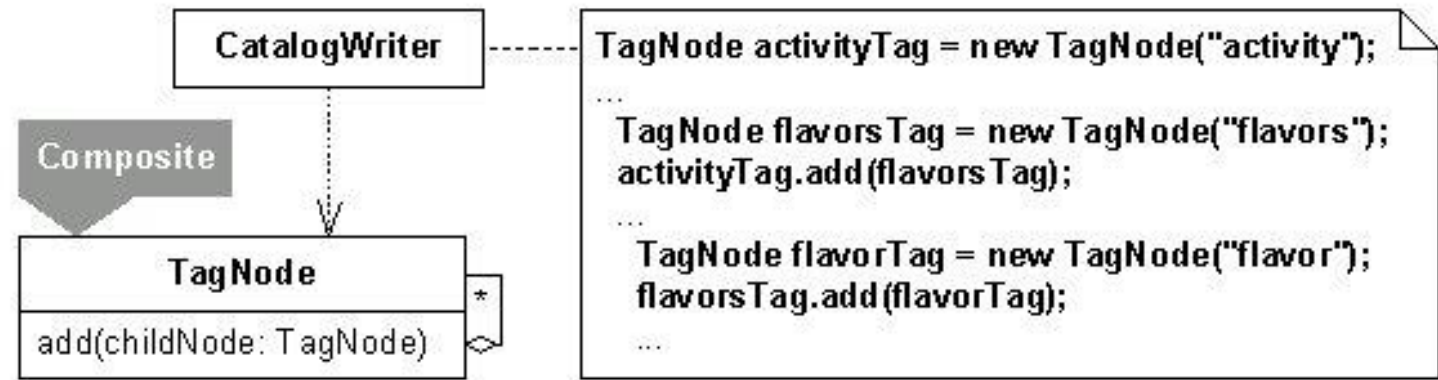 CatalogWriter
Composite
TagNode
*
add(childNode: TagNode)
TagNode activityTag = new TagNode("activity");
...
TagNode flavorsTag = new TagNode("flavors");
activityTag.add(flavorsTag);
...
TagNode flavorTag = new TagNode("flavor");
flavorsTag.add(flavorTag);
...